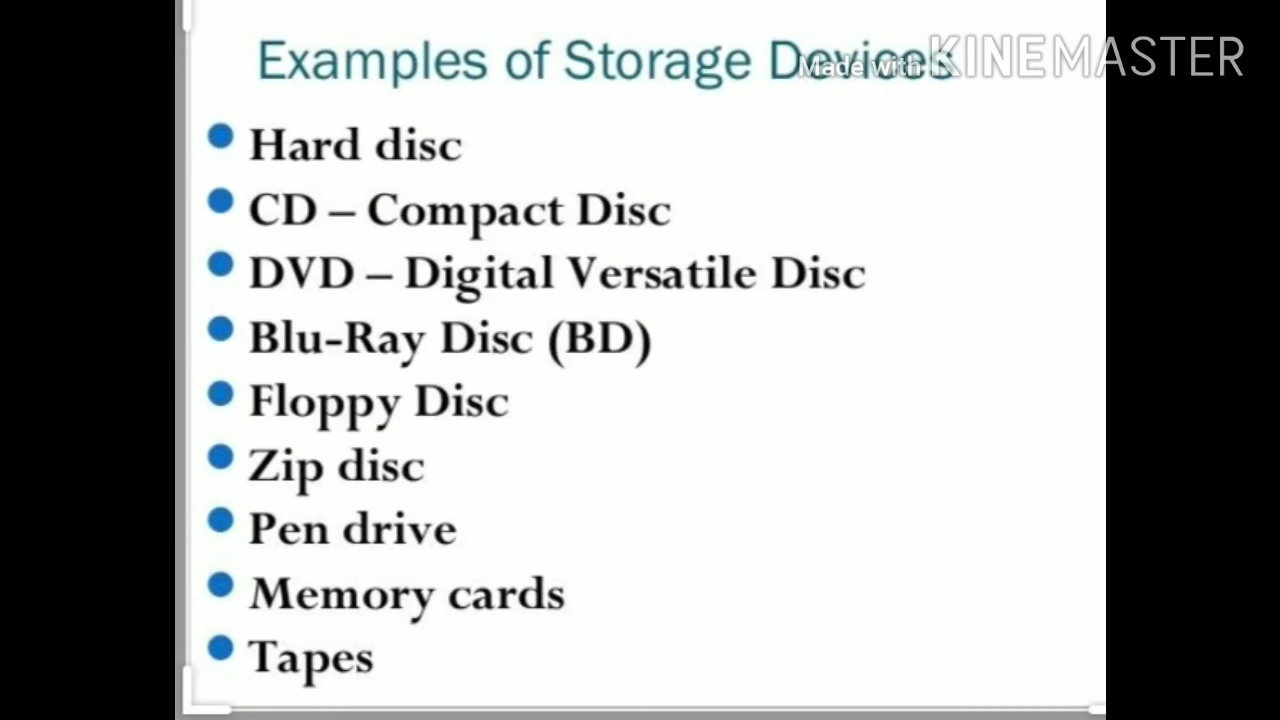 Examples of Storage Devices
Made with KINEMASTER
Hard disc
CD – Compact Disc
DVD – Digital Versatile Disc
Blu-Ray Disc (BD)
Floppy Disc
Zip disc
Pen drive
Memory cards
Tapes